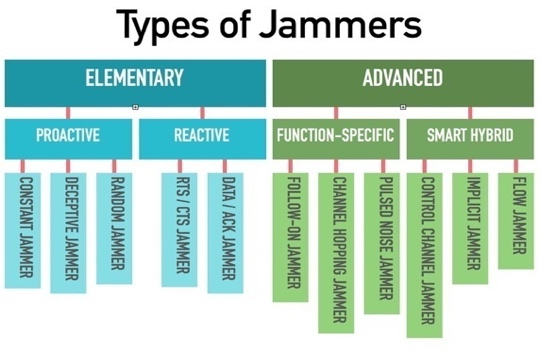 Types of Jammers
ELEMENTARY
ADVANCED
PROACTIVE
REACTIVE
FUNCTION-SPECIFIC
SMART HYBRID
CONSTANT JAMMER
DECEPTIVE JAMMER
RANDOM JAMMER
RTS / CTS JAMMER
DATA / ACK JAMMER
FOLLOW-ON JAMMER
CHANNEL HOPPING JAMMER
PULSED NOISE JAMMER
CONTROL CHANNEL JAMMER
IMPLICIT JAMMER
FLOW JAMMER